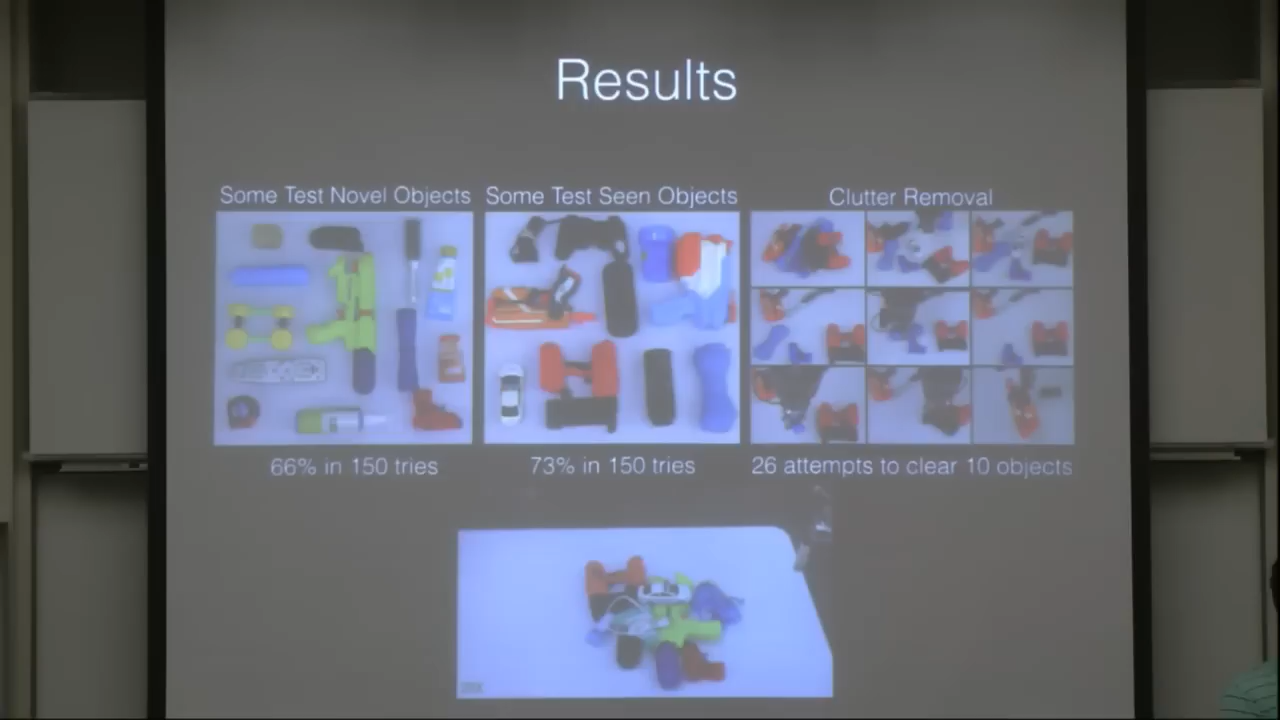 Results
Some Test Novel Objects
Some Test Seen Objects
Clutter Removal
66% in 150 tries
73% in 150 tries
26 attempts to clear 10 objects